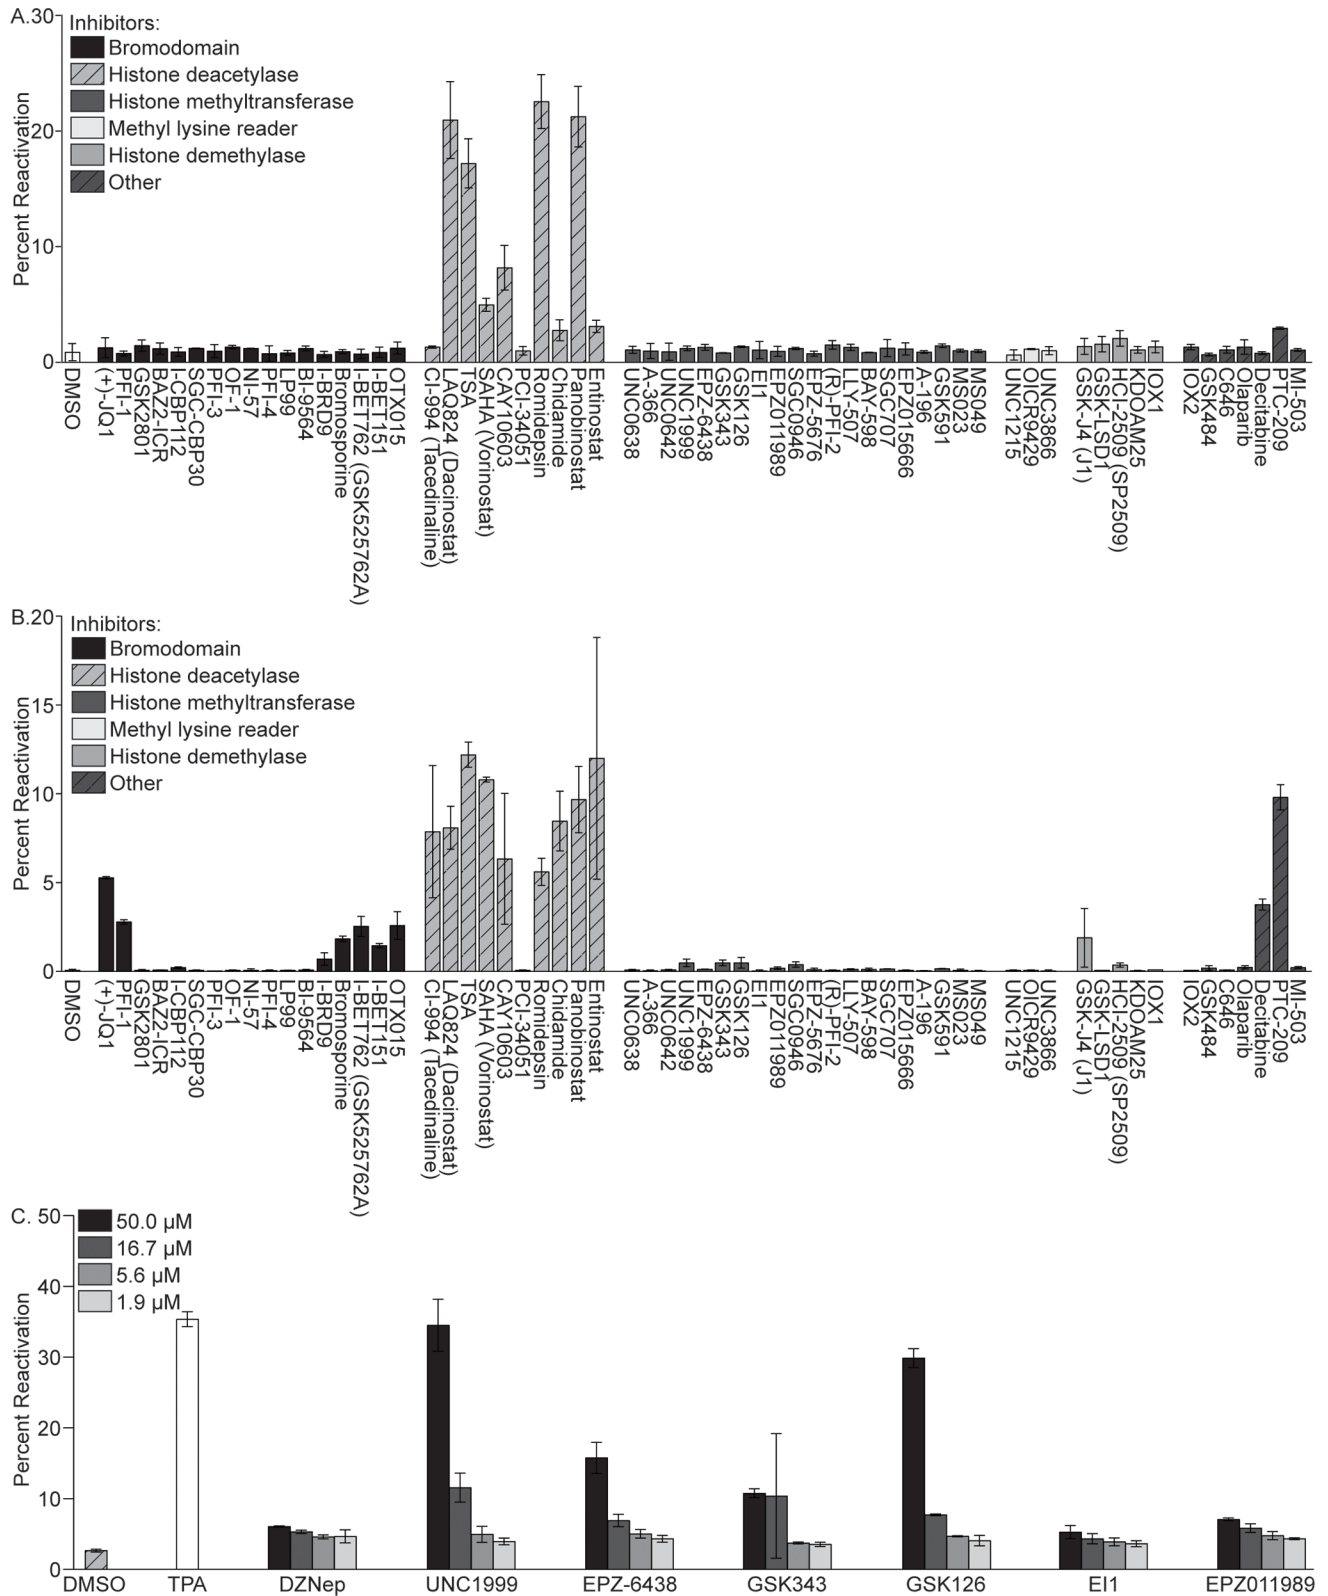 A.
30
20
10
0
Percent Reactivation
Inhibitors:
Bromodomain
Histone deacetylase
Histone methyltransferase
Methyl lysine reader
Histone demethylase
Other
DMSO
(+)-JQ1
PFI-1
GSK2801
BAZ2-ICR
I-CBP112
SGC-CBP30
PFI-3
OF-1
NI-57
PFI-4
LP99
BI-9564
I-BRD9
Bromosporine
I-BET762 (GSK525762A)
I-BET151
OTX015
CI-994 (Tacedinaline)
LAQ824 (Dacinostat)
TSA
SAHA (Vorinostat)
CAY10603
PCI-34051
Romidepsin
Chidamide
Panobinostat
Entinostat
UNC0638
A-366
UNC0642
UNC1999
EPZ-6438
GSK343
GSK126
EI1
EPZ011989
SGC0946
EPZ-5676
(R)-PFI-2
LLY-507
BAY-598
SGC707
EPZ015666
A-196
GSK591
MS023
MS049
UNC1215
OICR9429
UNC3866
GSK-J4 (J1)
GSK-LSD1
HCI-2509 (SP2509)
KDOAM25
IOX1
IOX2
GSK484
C646
Olaparib
Decitabine
PTC-209
MI-503
B.
20
15
10
5
0
Percent Reactivation
Inhibitors:
Bromodomain
Histone deacetylase
Histone methyltransferase
Methyl lysine reader
Histone demethylase
Other
DMSO
(+)-JQ1
PFI-1
GSK2801
BAZ2-ICR
I-CBP112
SGC-CBP30
PFI-3
OF-1
NI-57
PFI-4
LP99
BI-9564
I-BRD9
Bromosporine
I-BET762 (GSK525762A)
I-BET151
OTX015
CI-994 (Tacedinaline)
LAQ824 (Dacinostat)
TSA
SAHA (Vorinostat)
CAY10603
PCI-34051
Romidepsin
Chidamide
Panobinostat
Entinostat
UNC0638
A-366
UNC0642
UNC1999
EPZ-6438
GSK343
GSK126
EI1
EPZ011989
SGC0946
EPZ-5676
(R)-PFI-2
LLY-507
BAY-598
SGC707
EPZ015666
A-196
GSK591
MS023
MS049
UNC1215
OICR9429
UNC3866
GSK-J4 (J1)
GSK-LSD1
HCI-2509 (SP2509)
KDOAM25
IOX1
IOX2
GSK484
C646
Olaparib
Decitabine
PTC-209
MI-503
C.
50
40
30
20
10
0
Percent Reactivation
50.0 µM
16.7 µM
5.6 µM
1.9 µM
DMSO
TPA
DZNep
UNC1999
EPZ-6438
GSK343
GSK126
EI1
EPZ011989